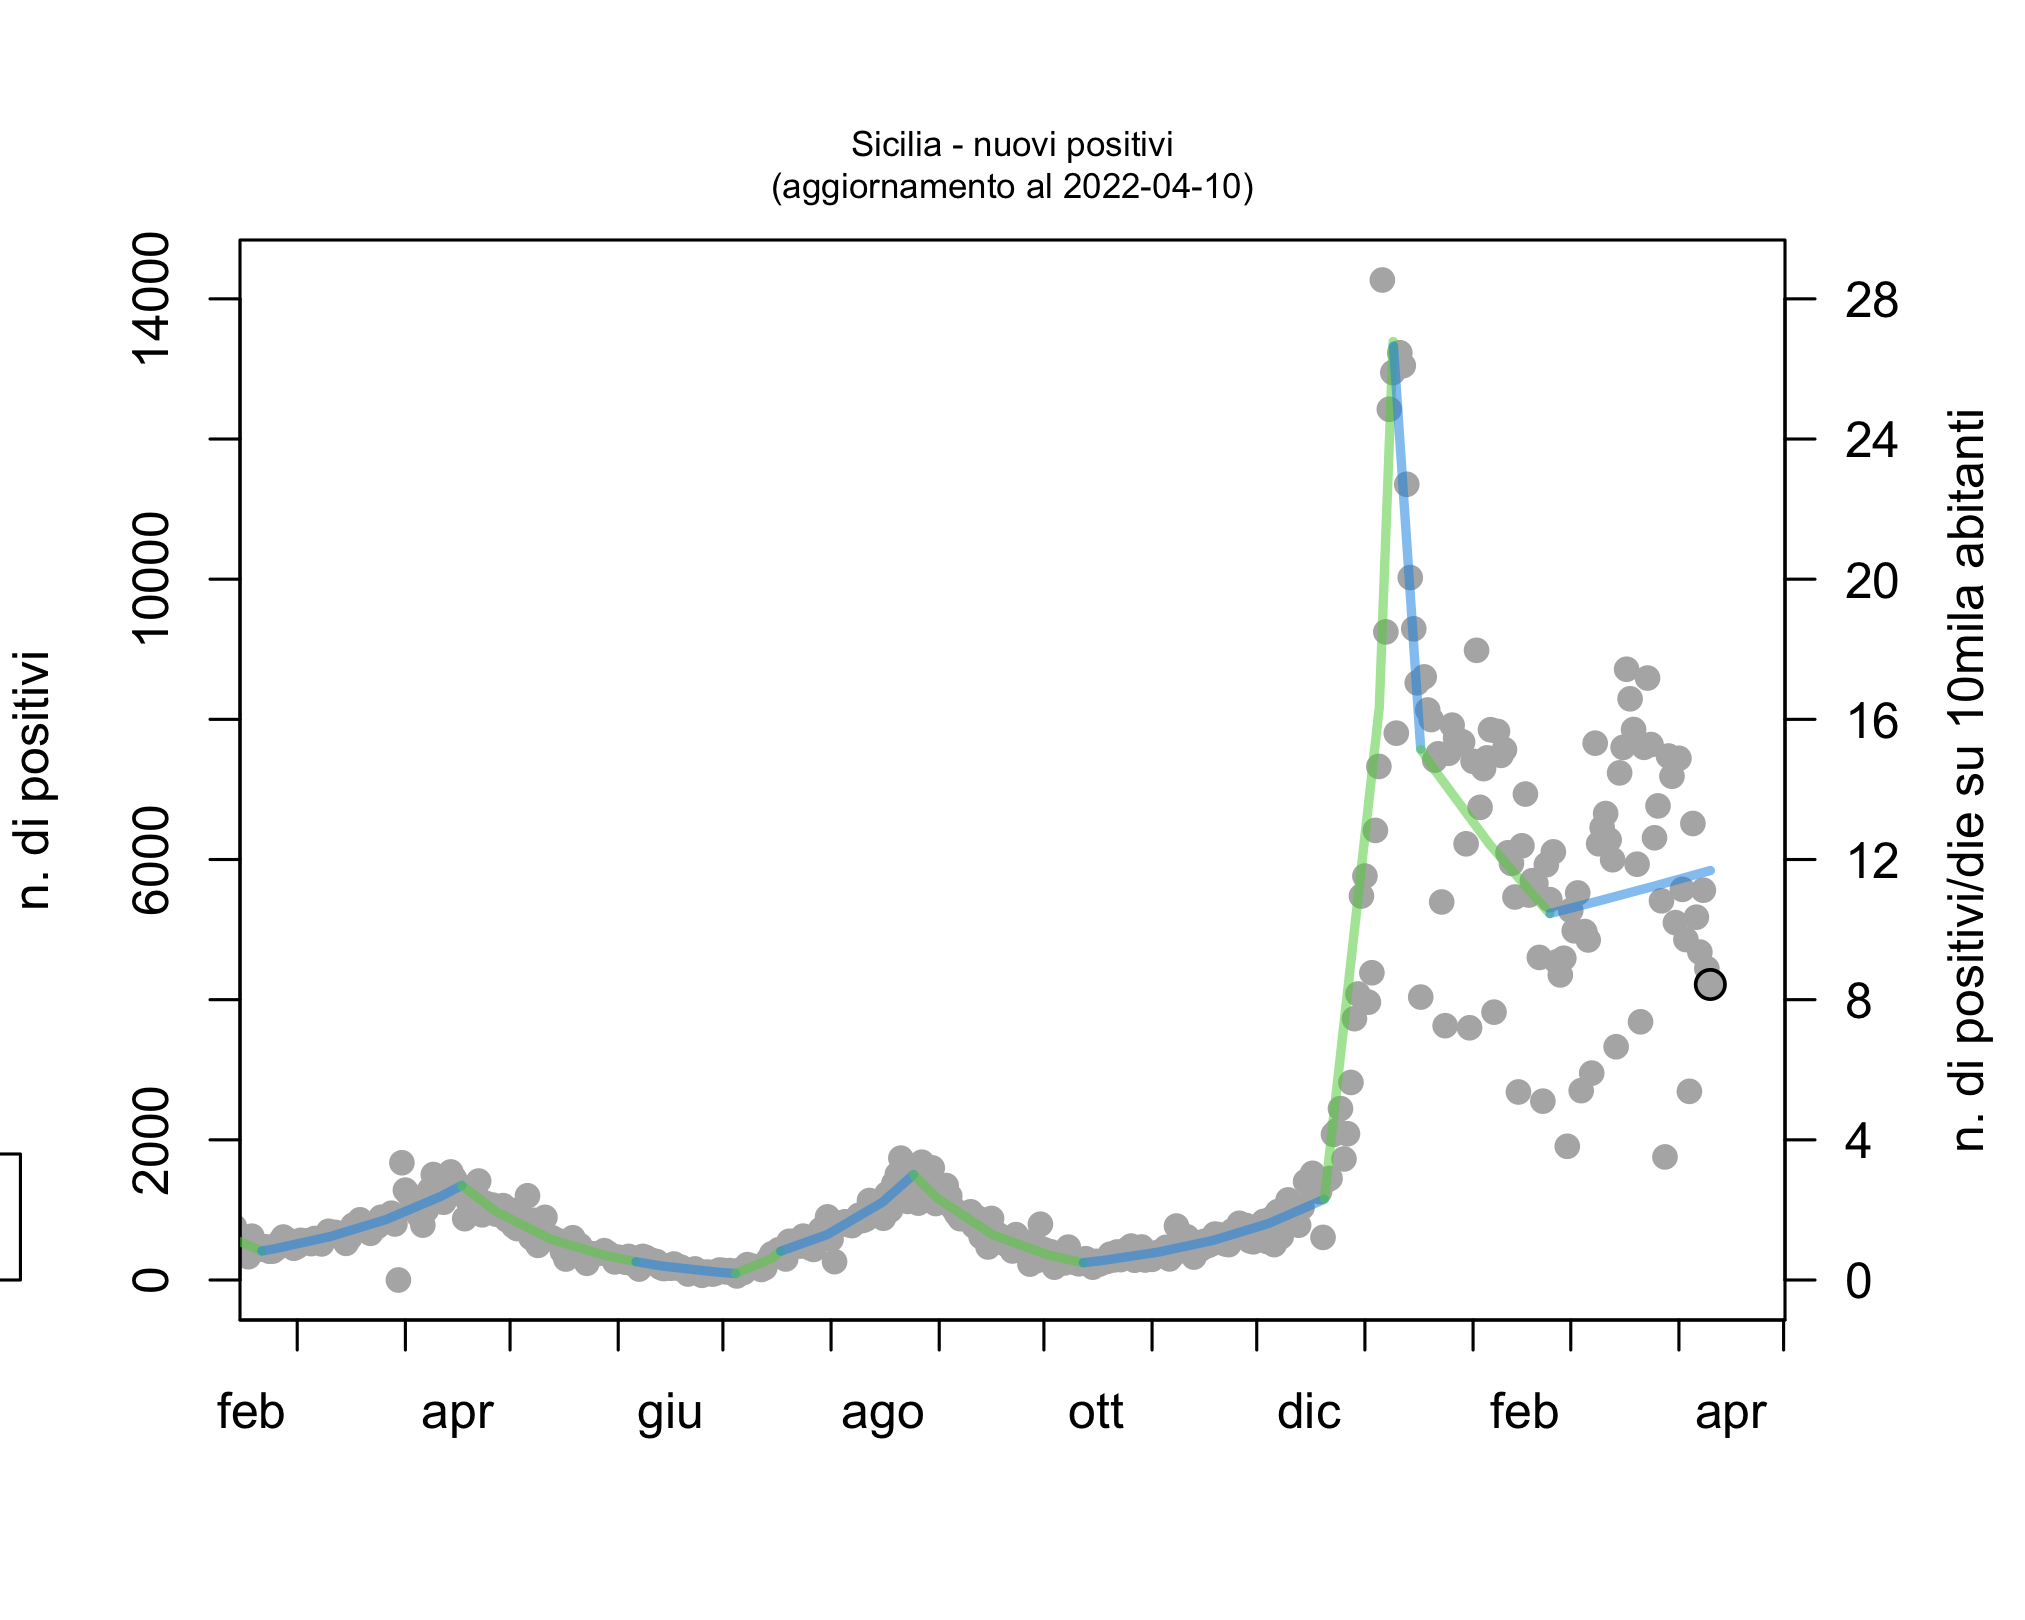 Sicilia - nuovi positivi
(aggiornamento al 2022-04-10)
n. di positivi
14000
10000
6000
2000
0
28
24
20
16
12
8
4
0
n. di positivi/die su 10mila abitanti
feb apr giu ago ott dic feb apr